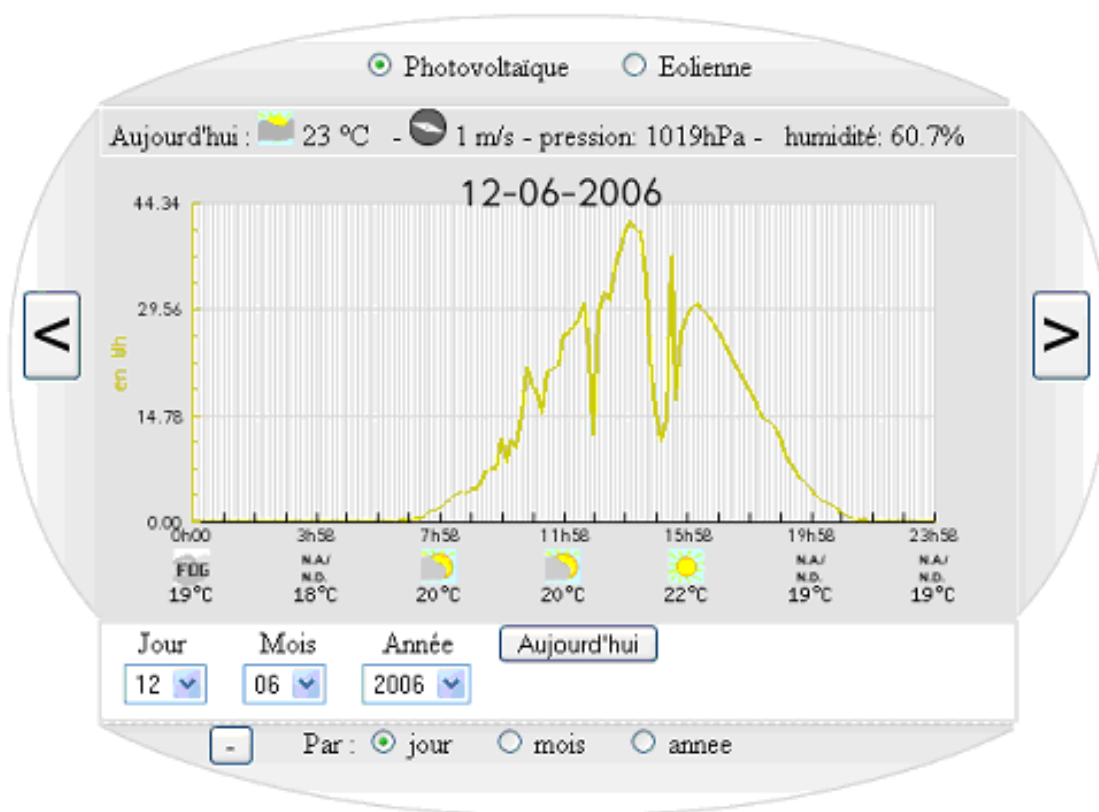 Photovoltaïque Eolienne
Aujourd'hui : 23 °C - 1 m/s - pression: 1019hPa - humidité: 60.7%
12-06-2006
44.34
29.56
en Wh
14.78
0.00
0h00 3h58 7h58 11h58 15h58 19h58 23h58
FOG N.A./ N.A./ N.A./
N.D. N.D. N.D.
19°C 18°C 20°C 20°C 22°C 19°C 19°C
< >
Jour Mois Année Aujourd'hui
12 06 2006
- Par : jour mois annee